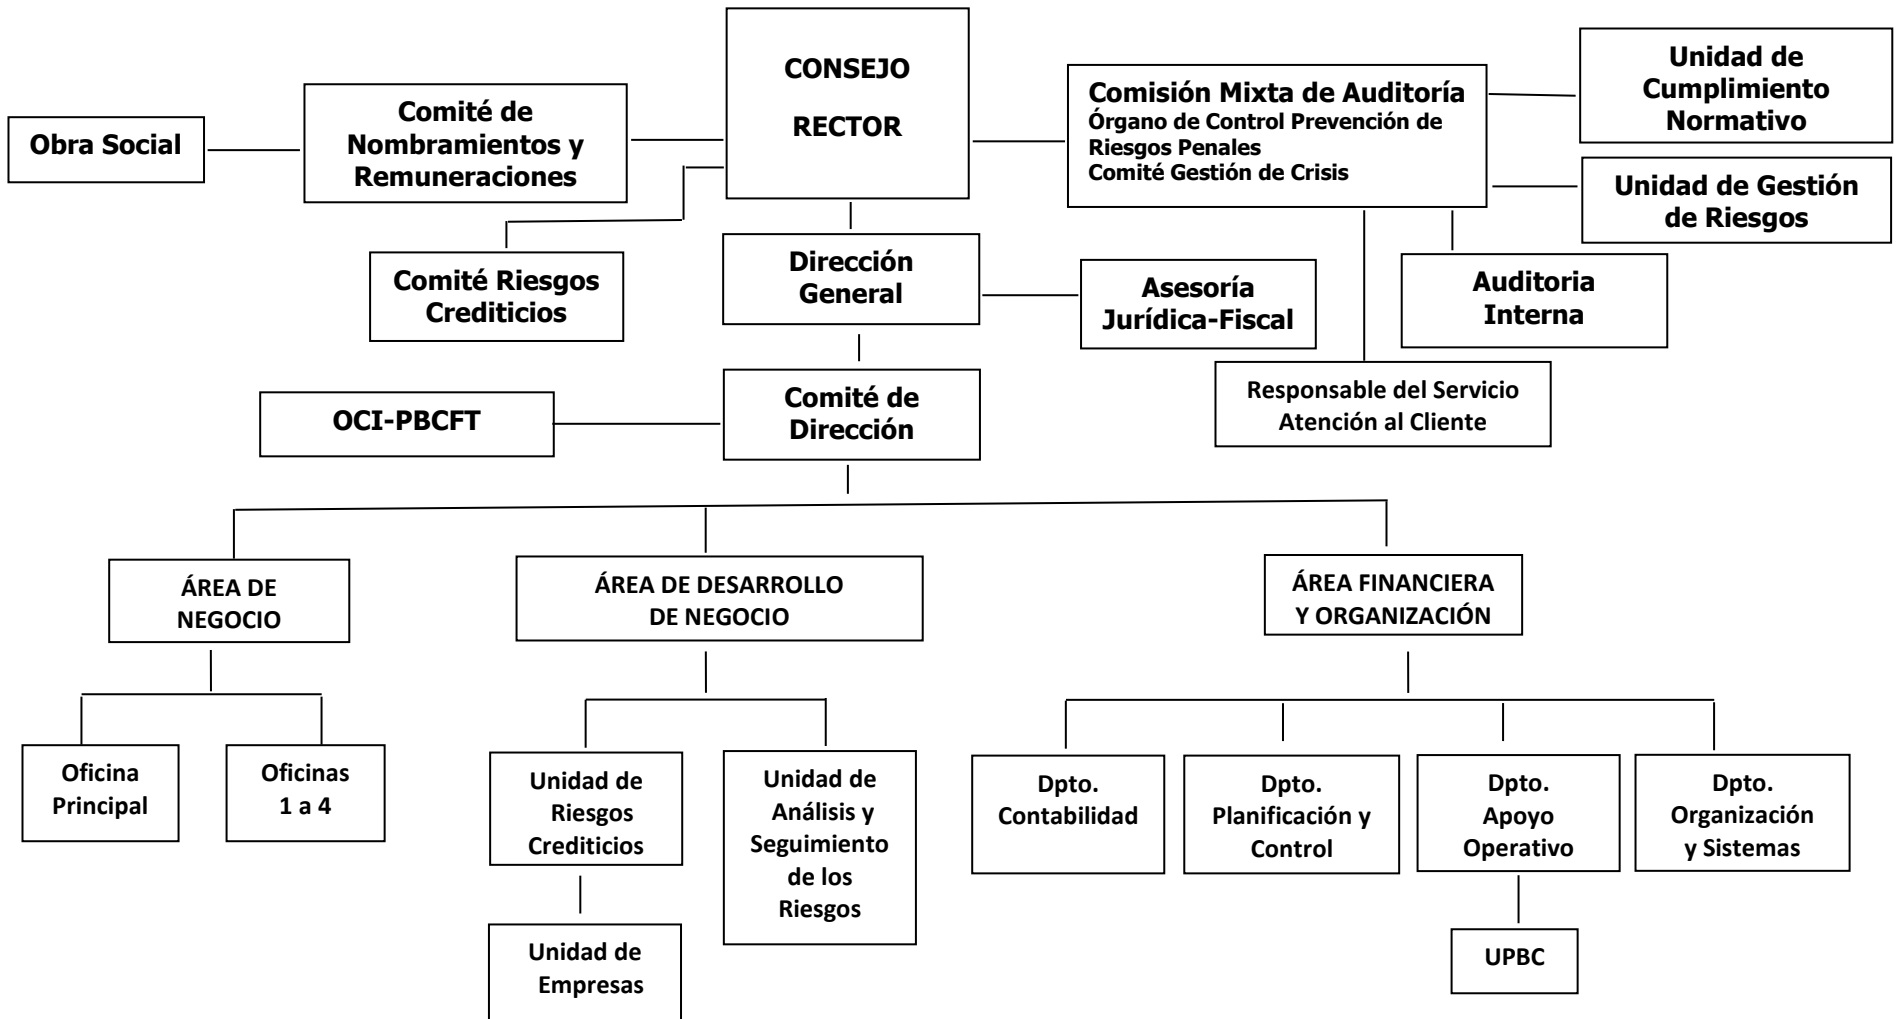 CONSEJO
RECTOR
Unidad de
Cumplimiento
Normativo
Comisión Mixta de Auditoría
Órgano de Control Prevención de
Riesgos Penales
Comité Gestión de Crisis
Comité de
Nombramientos y
Remuneraciones
Obra Social
Unidad de Gestión
de Riesgos
Dirección
General
Comité Riesgos
Crediticios
Asesoría
Jurídica-Fiscal
Auditoria
Interna
Comité de
Dirección
OCI-PBCFT
Responsable del Servicio
Atención al Cliente
ÁREA DE
NEGOCIO
ÁREA DE DESARROLLO
DE NEGOCIO
ÁREA FINANCIERA
Y ORGANIZACIÓN
Oficina
Principal
Oficinas
1 a 4
Unidad de
Riesgos
Crediticios
Unidad de
Análisis y
Seguimiento
de los
Riesgos
Dpto.
Contabilidad
Dpto.
Planificación y
Control
Dpto.
Apoyo
Operativo
Dpto.
Organización
y Sistemas
Unidad de
Empresas
UPBC